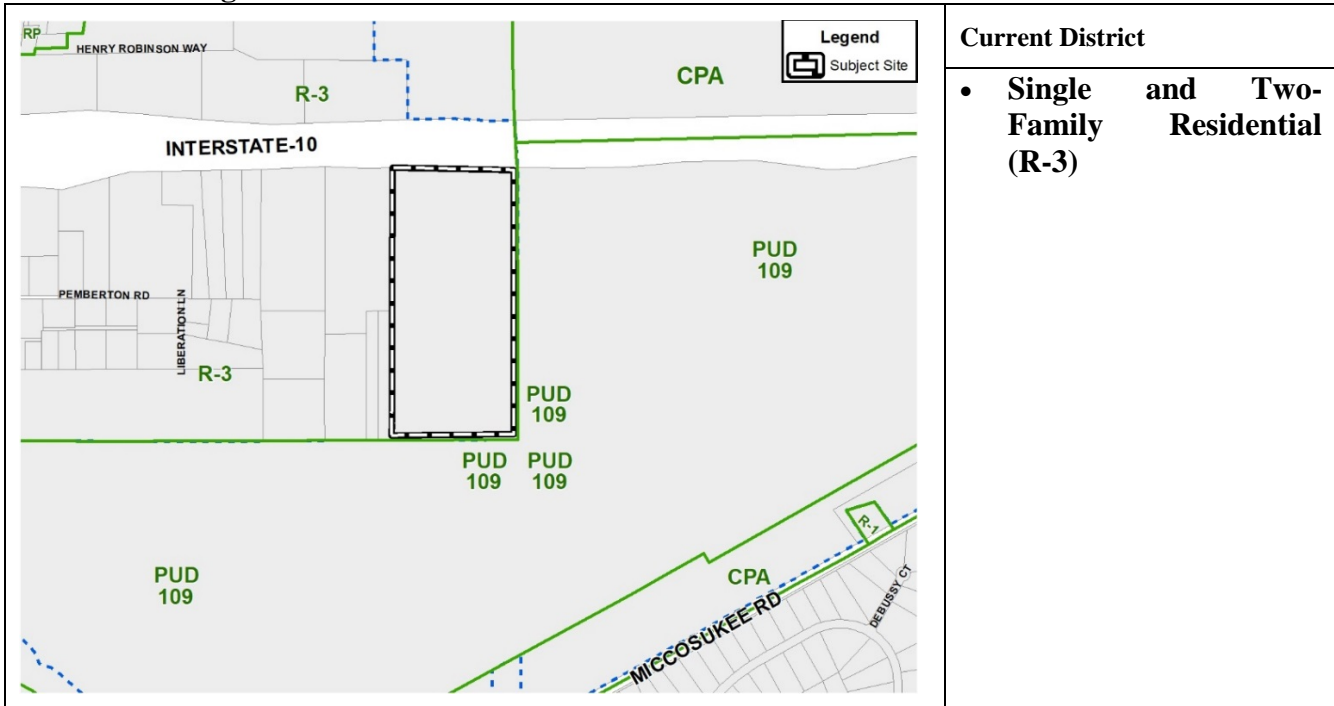 RP
HENRY ROBINSON WAY
R-3
CPA
Legend
Subject Site
INTERSTATE-10
PEMBERTON RD
LIBERATION LN
R-3
PUD
109
PUD
109
PUD
109
PUD
109
PUD
109
CPA
R-1
MICCOSUKEE RD
DEBUSSY CT
Current District
• Single and Two-
Family Residential
(R-3)